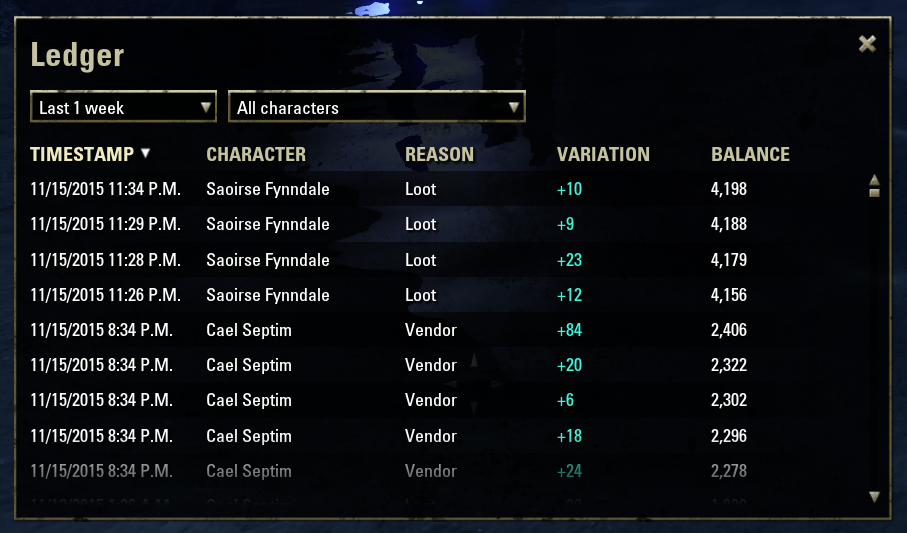 Ledger
Last 1 week All characters
TIMESTAMP CHARACTER REASON VARIATION BALANCE
11/15/2015 11:34 P.M. Saoirse Fynndale Loot +10 4,198
11/15/2015 11:29 P.M. Saoirse Fynndale Loot +9 4,188
11/15/2015 11:28 P.M. Saoirse Fynndale Loot +23 4,179
11/15/2015 11:26 P.M. Saoirse Fynndale Loot +12 4,156
11/15/2015 8:34 P.M. Cael Septim Vendor +84 2,406
11/15/2015 8:34 P.M. Cael Septim Vendor +20 2,322
11/15/2015 8:34 P.M. Cael Septim Vendor +6 2,302
11/15/2015 8:34 P.M. Cael Septim Vendor +18 2,296
11/15/2015 8:34 P.M. Cael Septim Vendor +24 2,278